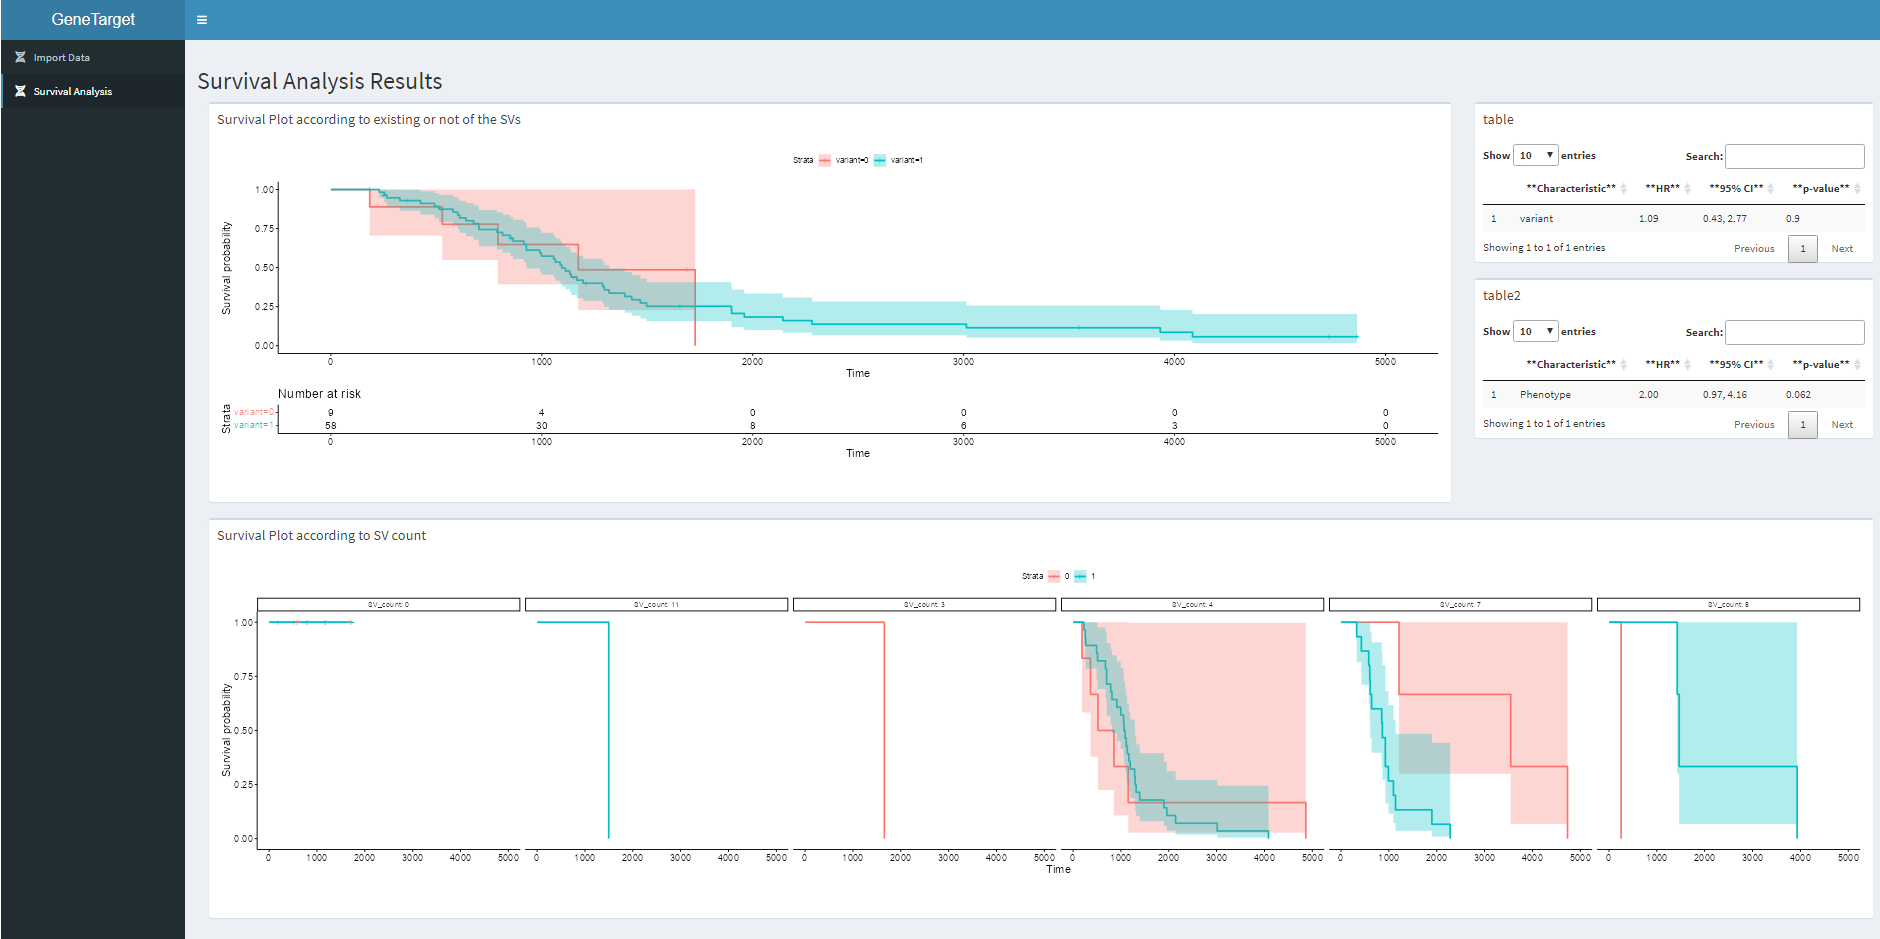 GeneTarget
Import Data
Survival Analysis
Survival Analysis Results
Survival Plot according to existing or not of the SVs
Strata variant=0 variant=1
Survival probability
1.00
0.75
0.50
0.25
0.00
0 1000 2000 3000 4000 5000
Time
Number at risk
Strata
variant=0 9 4 0 0 0 0
variant=1 58 30 8 6 3 0
0 1000 2000 3000 4000 5000
Time
table
Show 10 entries Search:
**Characteristic** **HR** **95% CI** **p-value**
1 variant 1.09 0.43, 2.77 0.9
Showing 1 to 1 of 1 entries Previous 1 Next
table2
Show 10 entries Search:
**Characteristic** **HR** **95% CI** **p-value**
1 Phenotype 2.00 0.97, 4.16 0.062
Showing 1 to 1 of 1 entries Previous 1 Next
Survival Plot according to SV count
Strata 0 1
SV_count: 0 SV_count: 11 SV_count: 3 SV_count: 4 SV_count: 7 SV_count: 8
Survival probability
1.00
0.75
0.50
0.25
0.00
0 1000 2000 3000 4000 5000 0 1000 2000 3000 4000 5000 0 1000 2000 3000 4000 5000 0 1000 2000 3000 4000 5000 0 1000 2000 3000 4000 5000 0 1000 2000 3000 4000 5000
Time